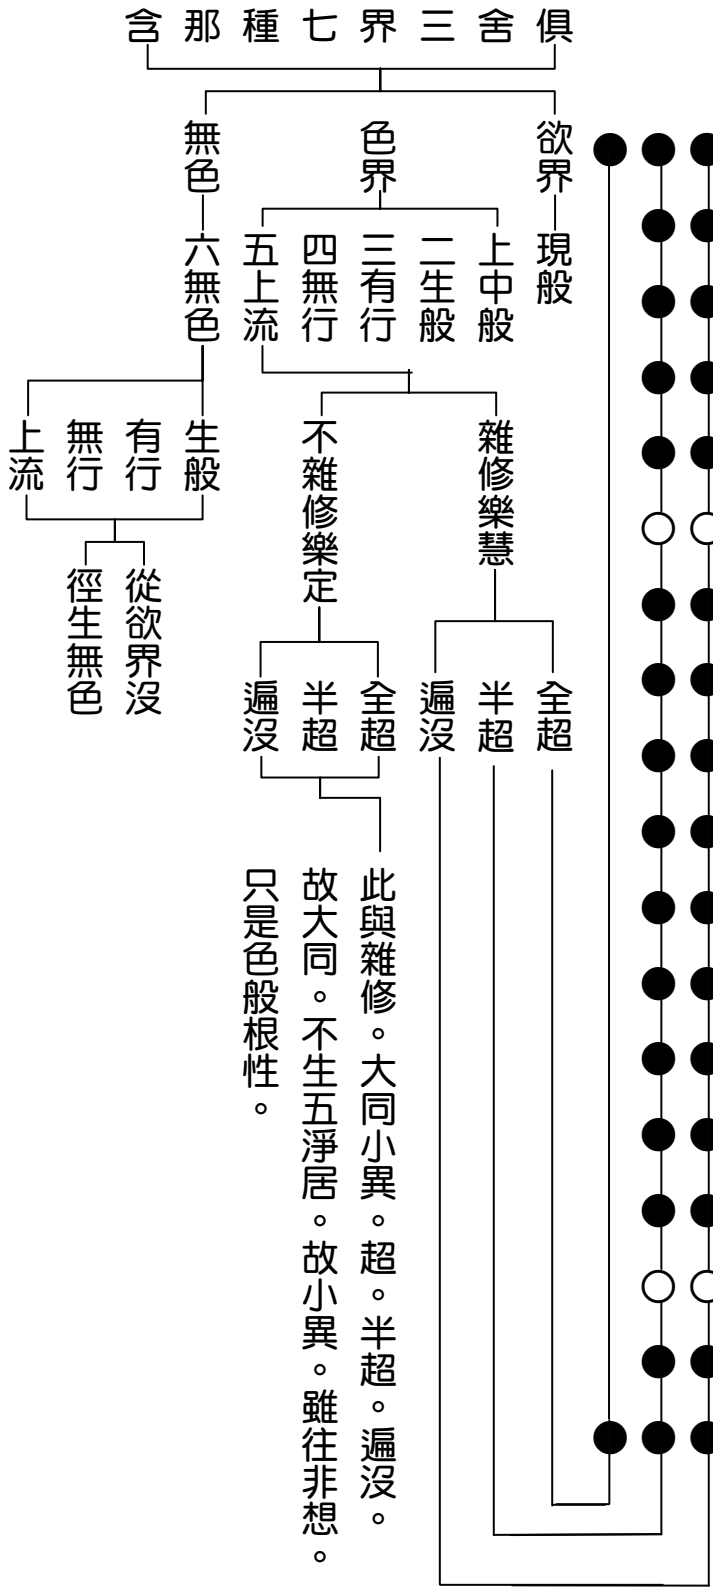 俱舍三界七種那含
欲界
現般
色界
上中般
二生般
三有行
四無行
五上流
雜修樂慧
全超
半超
遍沒
不雜修樂定
全超
半超
遍沒
此與雜修。大同小異。超。半超。遍沒。
故大同。不生五淨居。故小異。雖往非想。
只是色般根性。
無色
六無色
生般
有行
無行
上流
從欲界沒
徑生無色